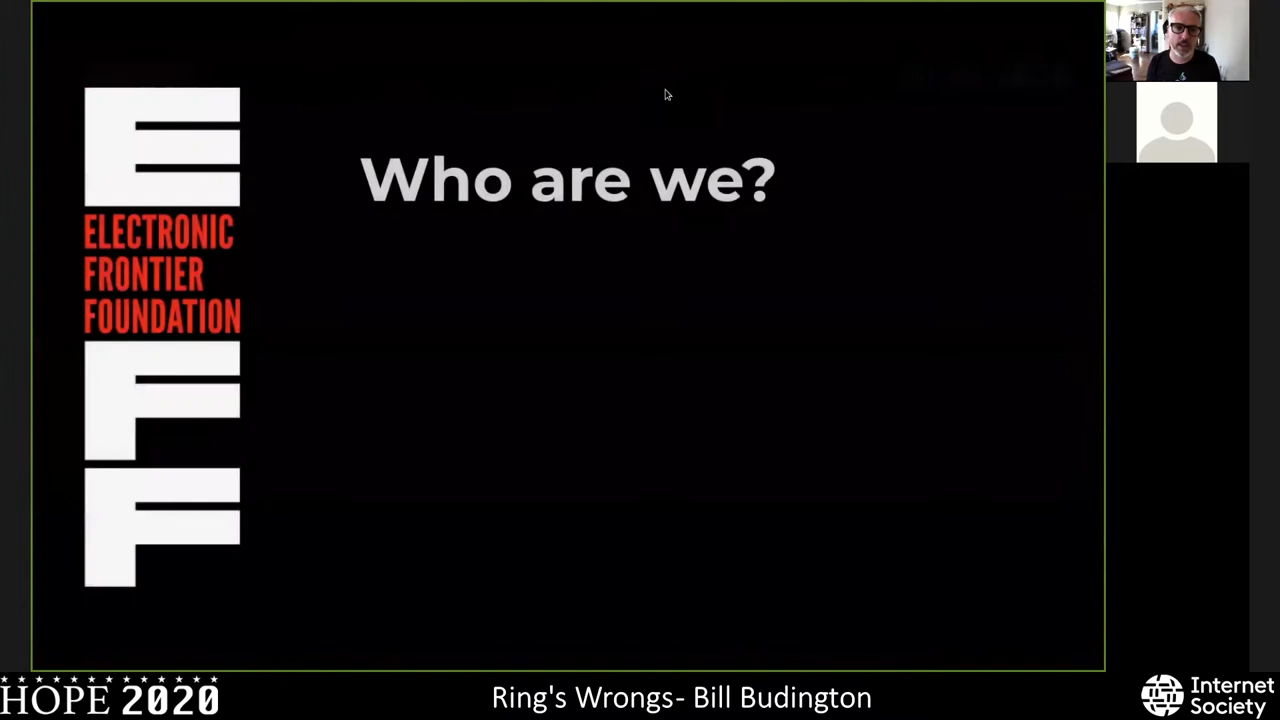 E
ELECTRONIC
FRONTIER
FOUNDATION
F
F
Who are we?
HOPE 2020
Ring's Wrongs- Bill Budington
Internet
Society